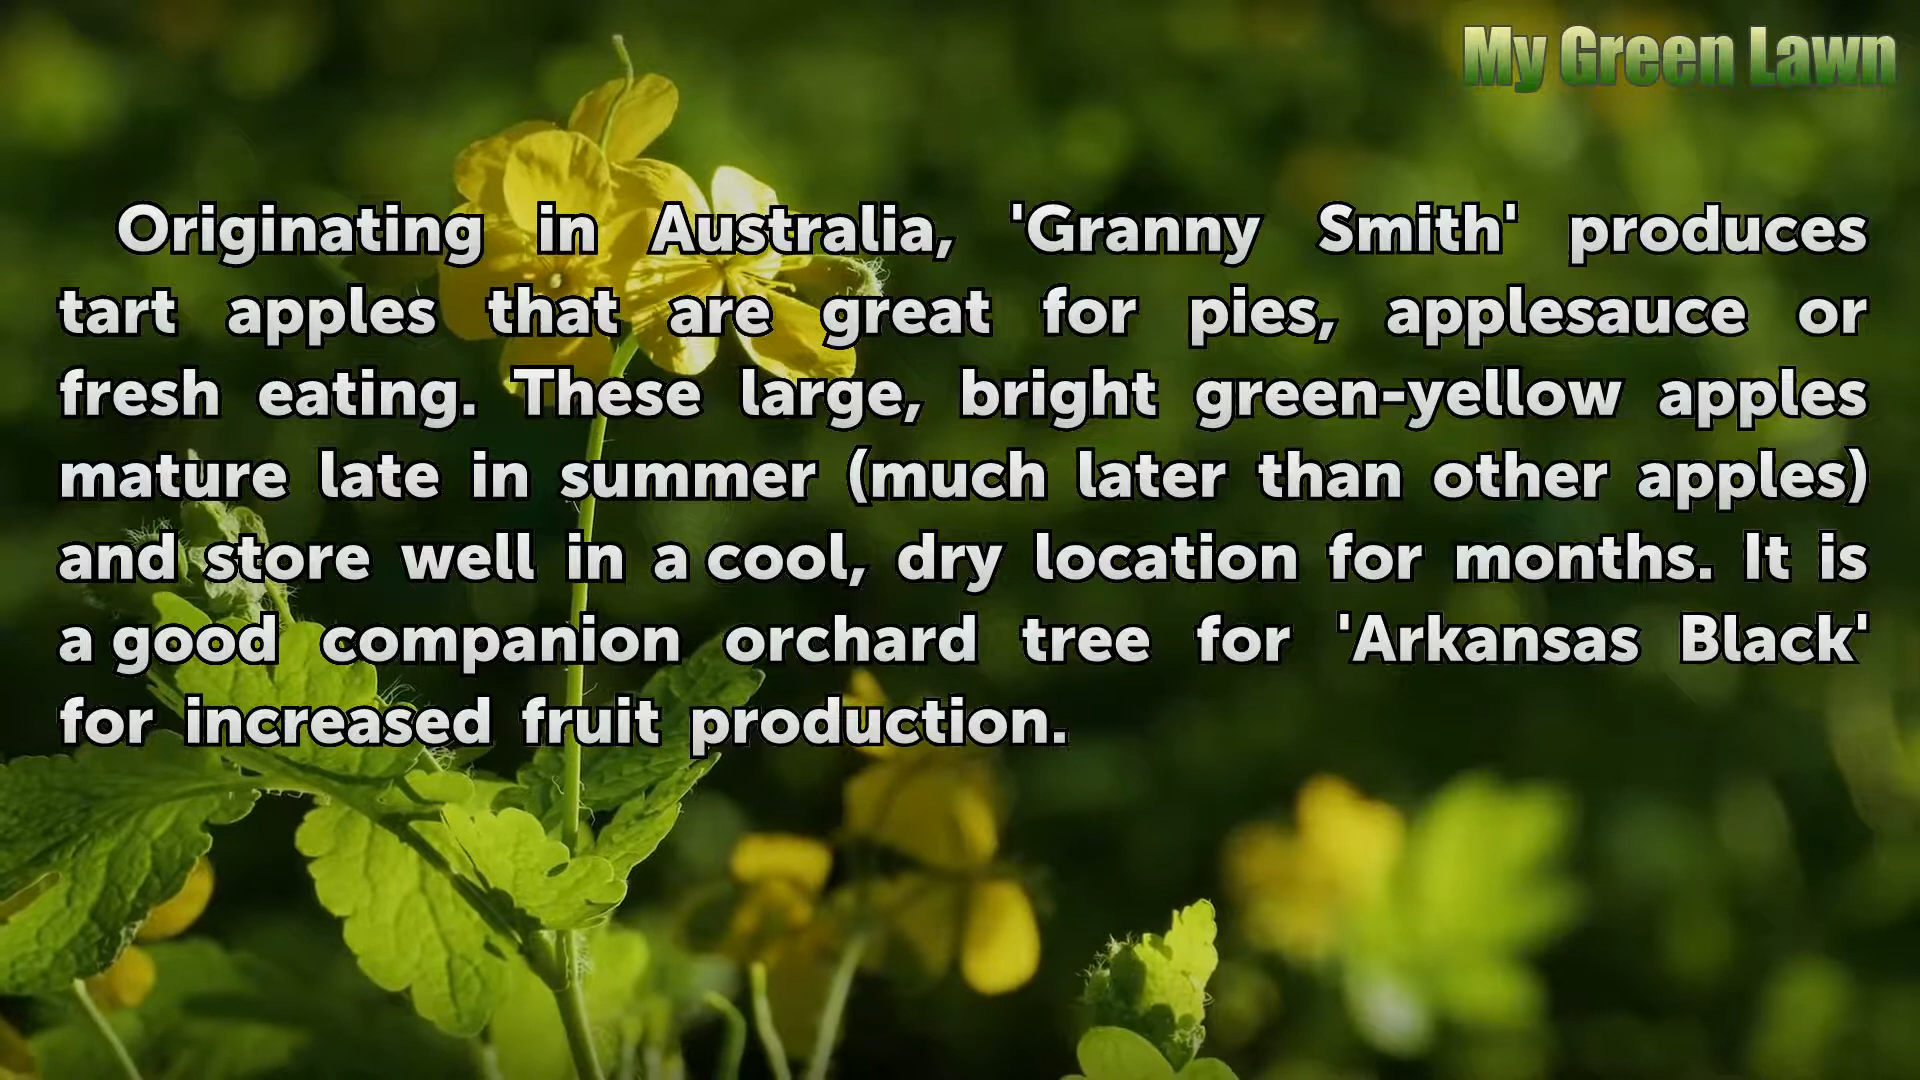 My Green Lawn
Originating in Australia, 'Granny Smith' produces
tart apples that are great for pies, applesauce or
fresh eating. These large, bright green-yellow apples
mature late in summer (much later than other apples)
and store well in a cool, dry location for months. It is
a good companion orchard tree for 'Arkansas Black'
for increased fruit production.